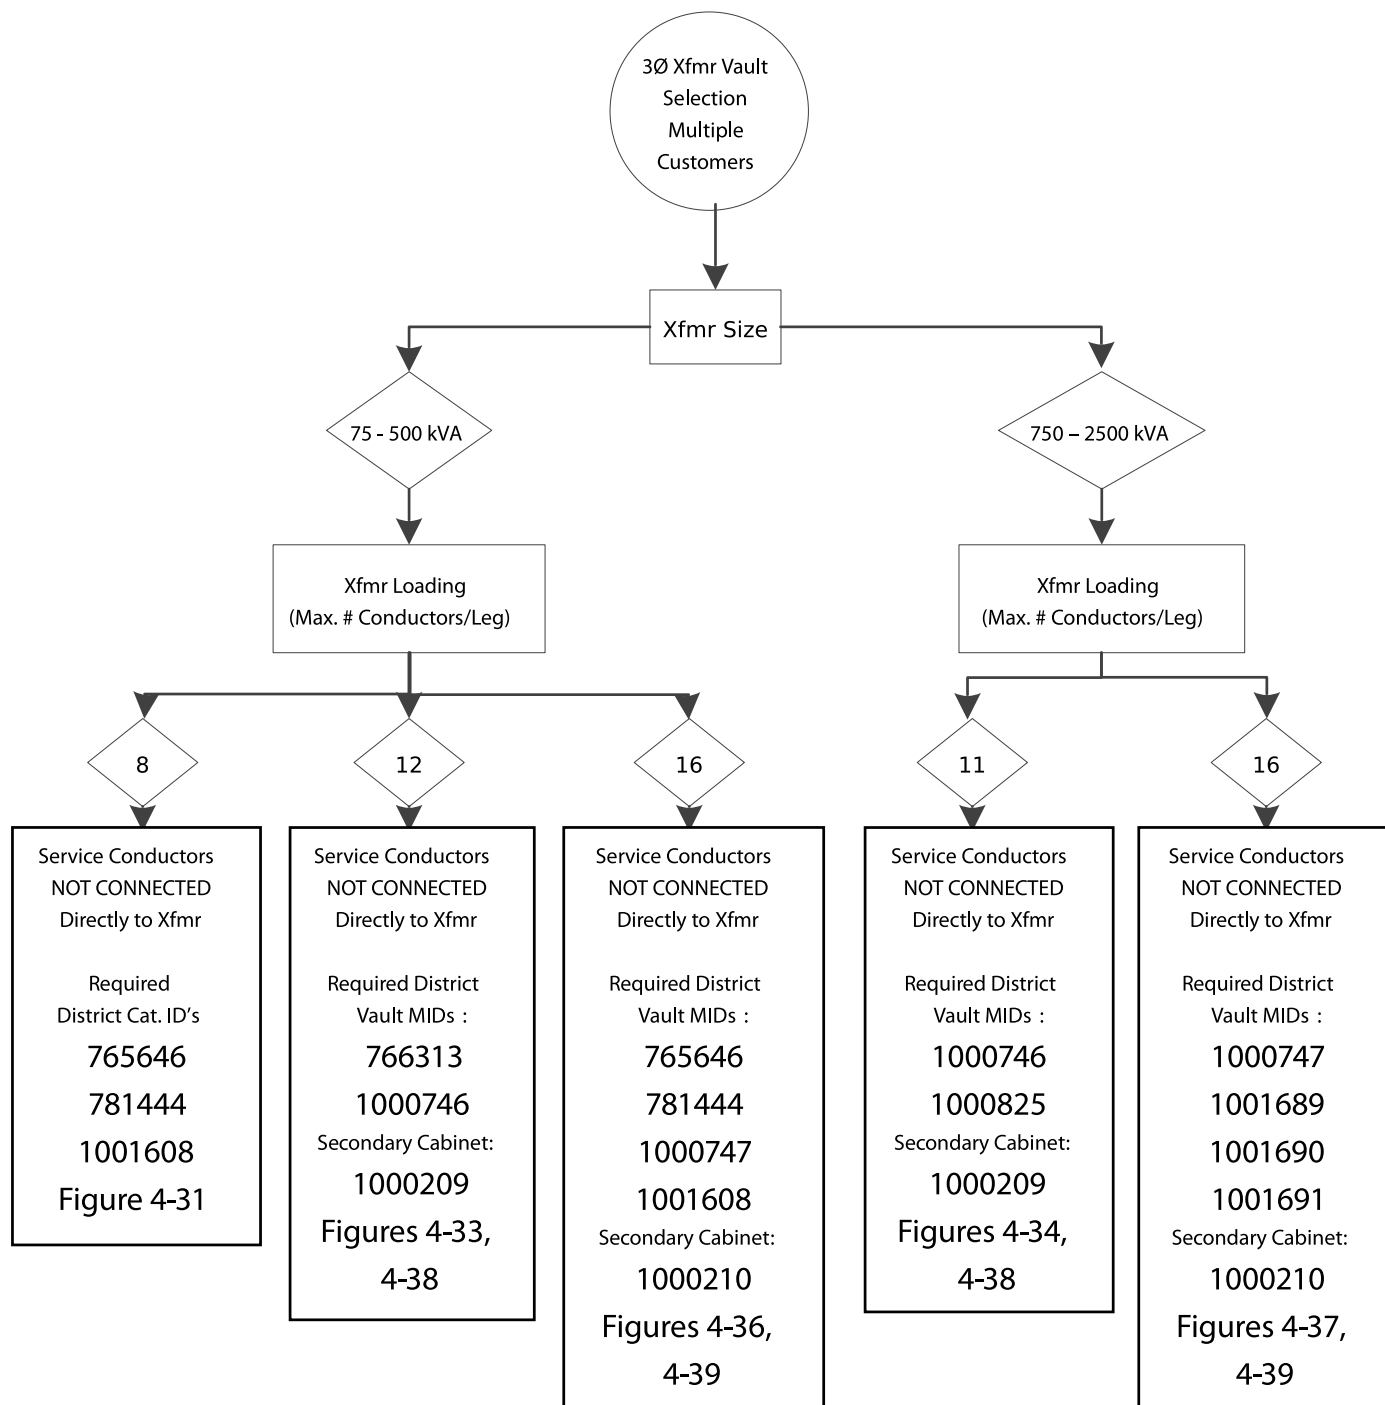 3Ø Xfmr Vault
Selection
Multiple
Customers
Xfmr Size
75 - 500 kVA
750 – 2500 kVA
Xfmr Loading
(Max. # Conductors/Leg)
Xfmr Loading
(Max. # Conductors/Leg)
8
12
16
11
16
Service Conductors
NOT CONNECTED
Directly to Xfmr
Required
District Cat. ID’s
765646
781444
1001608
Figure 4-31
Service Conductors
NOT CONNECTED
Directly to Xfmr
Required District
Vault MIDs :
766313
1000746
Secondary Cabinet:
1000209
Figures 4-33,
4-38
Service Conductors
NOT CONNECTED
Directly to Xfmr
Required District
Vault MIDs :
765646
781444
1000747
1001608
Secondary Cabinet:
1000210
Figures 4-36,
4-39
Service Conductors
NOT CONNECTED
Directly to Xfmr
Required District
Vault MIDs :
1000746
1000825
Secondary Cabinet:
1000209
Figures 4-34,
4-38
Service Conductors
NOT CONNECTED
Directly to Xfmr
Required District
Vault MIDs :
1000747
1001689
1001690
1001691
Secondary Cabinet:
1000210
Figures 4-37,
4-39